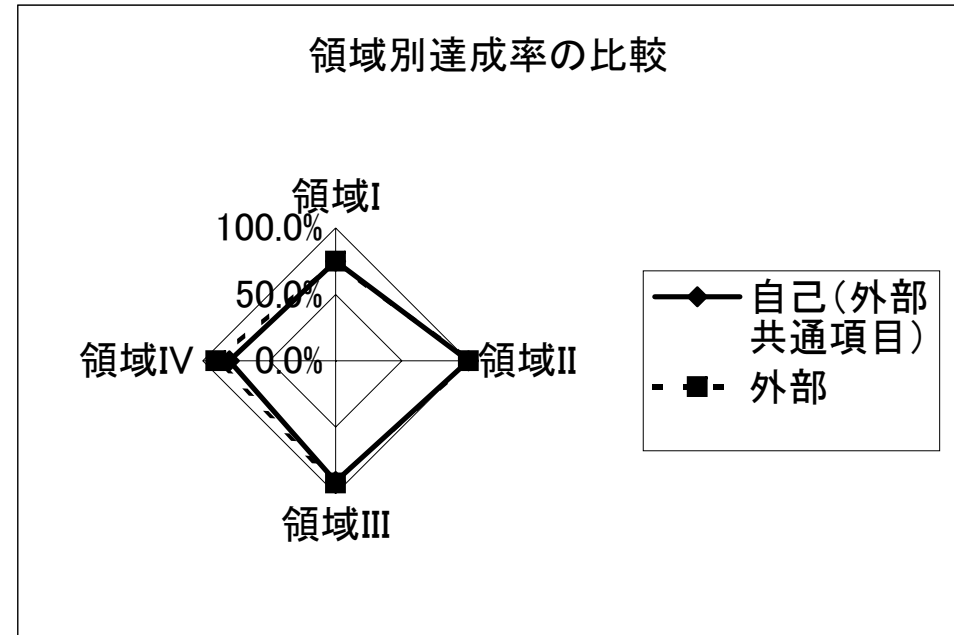 領域別達成率の比較
領域I
100.0%
50.0%
領域IV
0.0%
領域II
領域III
自己(外部
共通項目)
外部